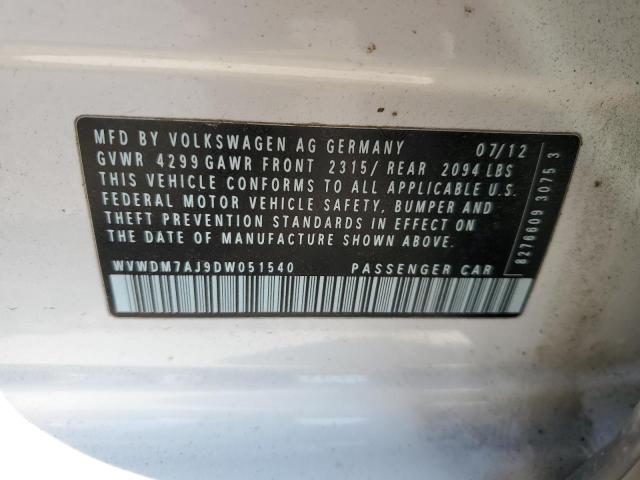 MFD BY VOLKSWAGEN AG GERMANY 07/12
GVWR 4299 GAWR FRONT 2315/ REAR 2094 LBS
THIS VEHICLE CONFORMS TO ALL APPLICABLE U.S.
FEDERAL MOTOR VEHICLE SAFETY, BUMPER AND
THEFT PREVENTION STANDARDS IN EFFECT ON
THE DATE OF MANUFACTURE SHOWN ABOVE.
WVWDM7AJ9DW051540 PASSENGER CAR
8276609 3075 3